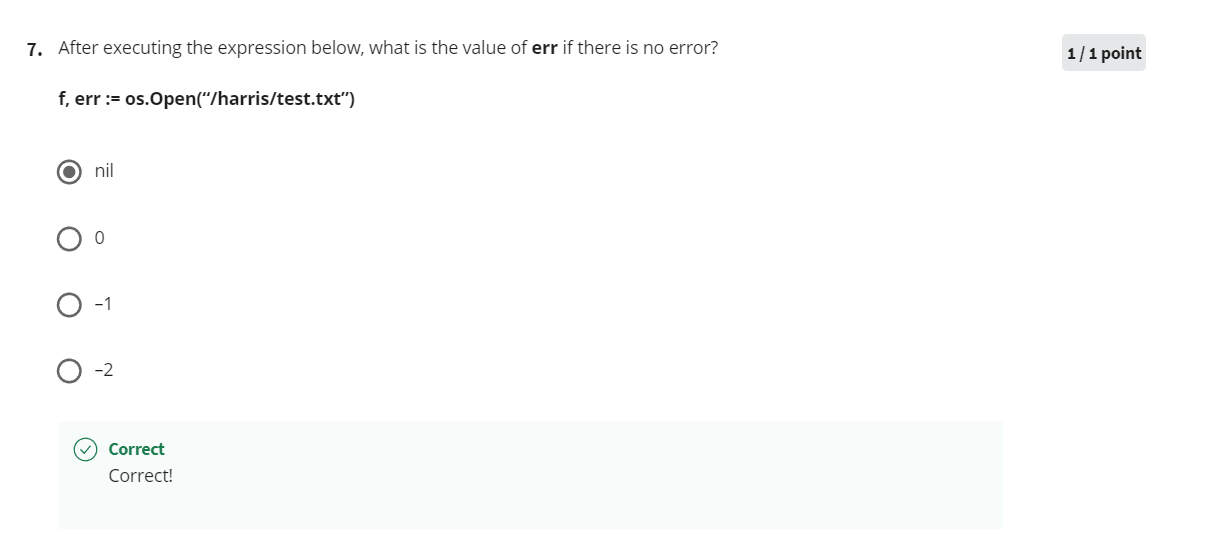 7. After executing the expression below, what is the value of err if there is no error?
1 / 1 point
f, err := os.Open(“/harris/test.txt”)
nil
0
–1
–2
Correct
Correct!